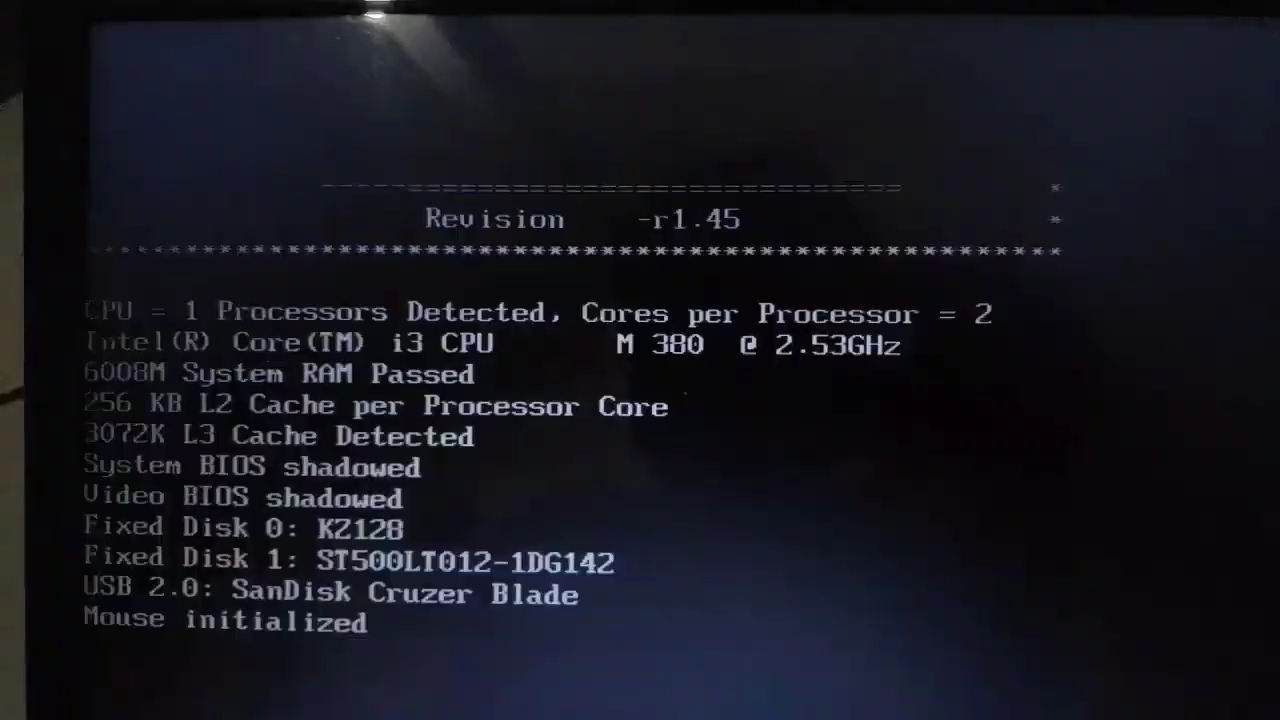 Revision -r1.45
CPU = 1 Processors Detected, Cores per Processor = 2
Intel(R) Core(TM) i3 CPU M 380 @ 2.53GHz
6008M System RAM Passed
256 KB L2 Cache per Processor Core
3072K L3 Cache Detected
System BIOS shadowed
Video BIOS shadowed
Fixed Disk 0: KZ128
Fixed Disk 1: ST500LT012-1DG142
USB 2.0: SanDisk Cruzer Blade
Mouse initialized